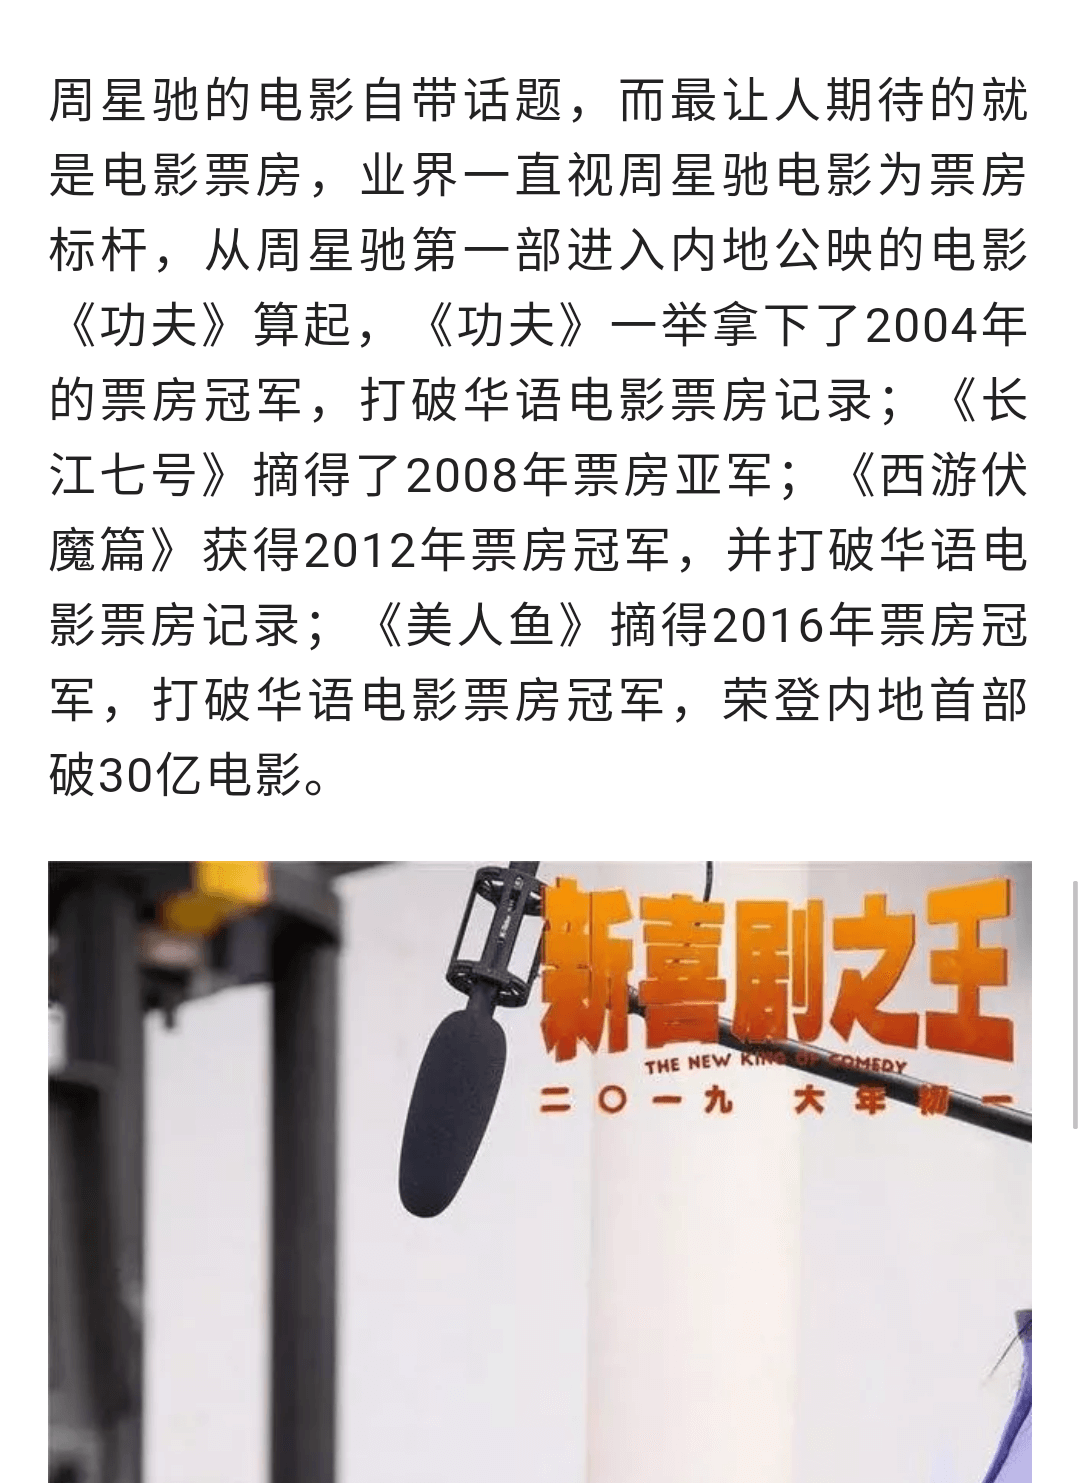 周星驰的电影自带话题，而最让人期待的就
是电影票房，业界一直视周星驰电影为票房
标杆，从周星驰第一部进入内地公映的电影
《功夫》算起，《功夫》一举拿下了2004年
的票房冠军，打破华语电影票房记录；《长
江七号》摘得了2008年票房亚军；《西游伏
魔篇》获得2012年票房冠军，并打破华语电
影票房记录；《美人鱼》摘得2016年票房冠
军，打破华语电影票房冠军，荣登内地首部
破30亿电影。
新喜剧之王
THE NEW KING OF COMEDY
二〇一九 大年初一